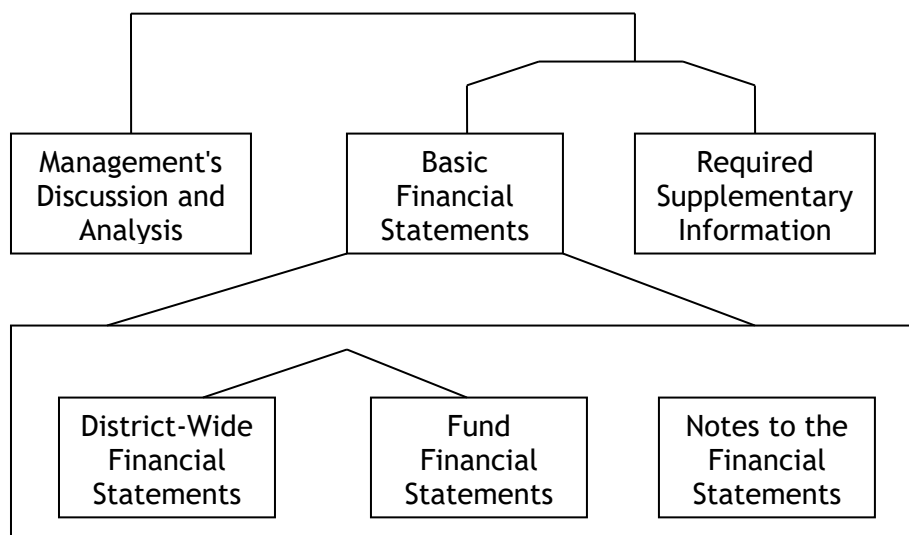 Management's
Discussion and
Analysis
Basic
Financial
Statements
Required
Supplementary
Information
District-Wide
Financial
Statements
Fund
Financial
Statements
Notes to the
Financial
Statements